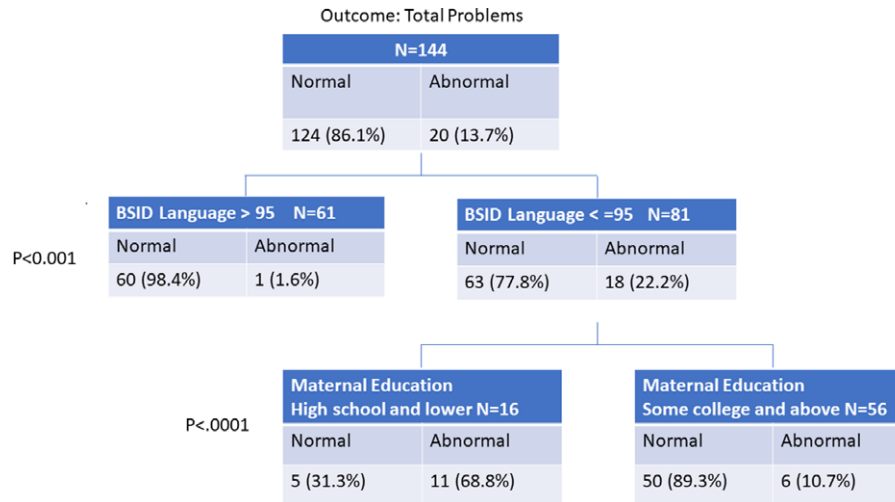 Outcome: Total Problems
N=144
Normal Abnormal
124 (86.1%) 20 (13.7%)
BSID Language > 95 N=61
Normal Abnormal
60 (98.4%) 1 (1.6%)
BSID Language < =95 N=81
Normal Abnormal
63 (77.8%) 18 (22.2%)
P<0.001
Maternal Education
High school and lower N=16
Normal Abnormal
5 (31.3%) 11 (68.8%)
Maternal Education
Some college and above N=56
Normal Abnormal
50 (89.3%) 6 (10.7%)
P<.0001